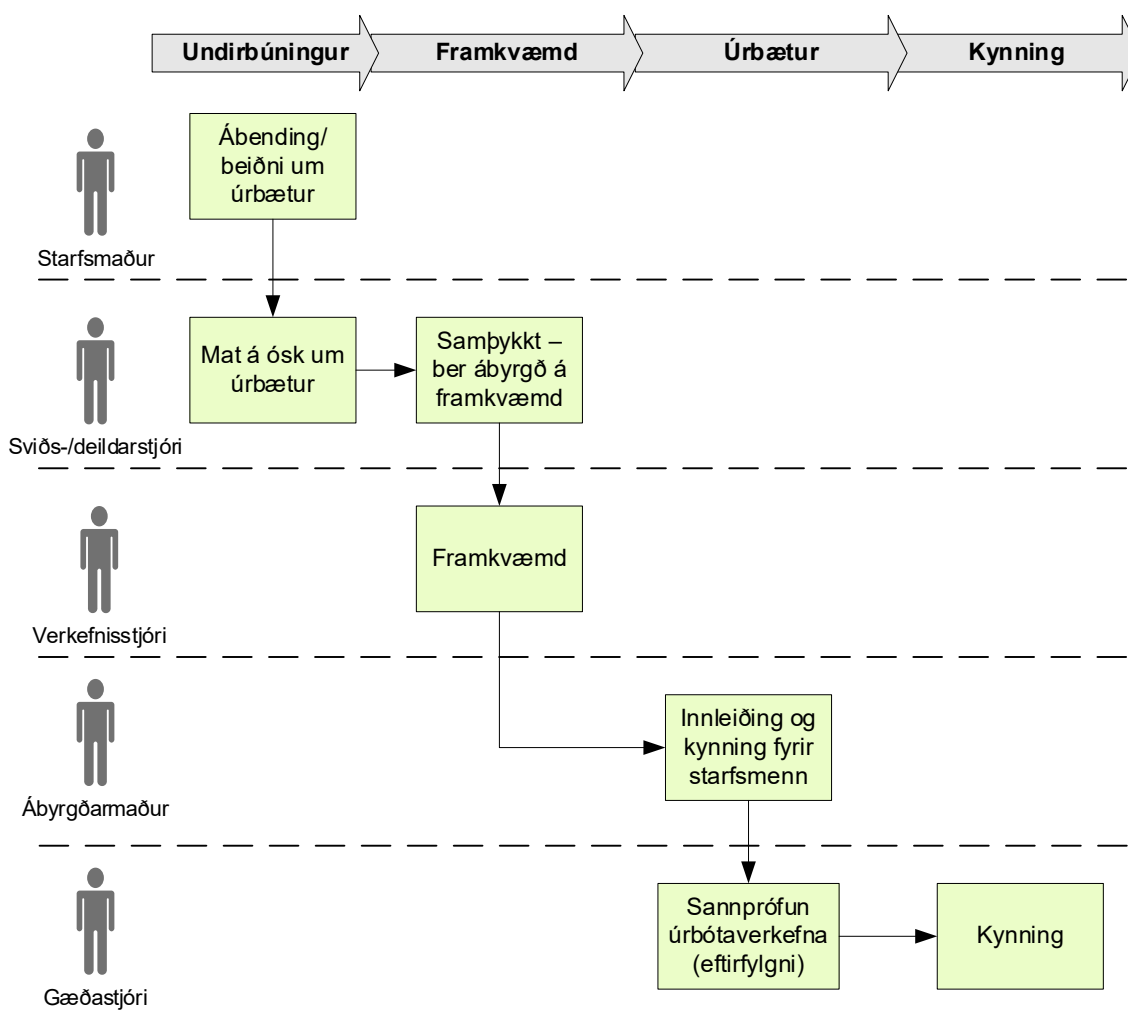 Undirbúningur
Framkvæmd
Úrbætur
Kynning
Ábending/
beiðni um
úrbætur
Starfsmaður
Mat á ósk um
úrbætur
Samþykkt –
ber ábyrgð á
framkvæmd
Sviðs-/deildarstjóri
Framkvæmd
Verkefnisstjóri
Innleiðing og
kynning fyrir
starfsmenn
Ábyrgðarmaður
Sannprófun
úrbótaverkefna
(eftirfylgni)
Kynning
Gæðastjóri